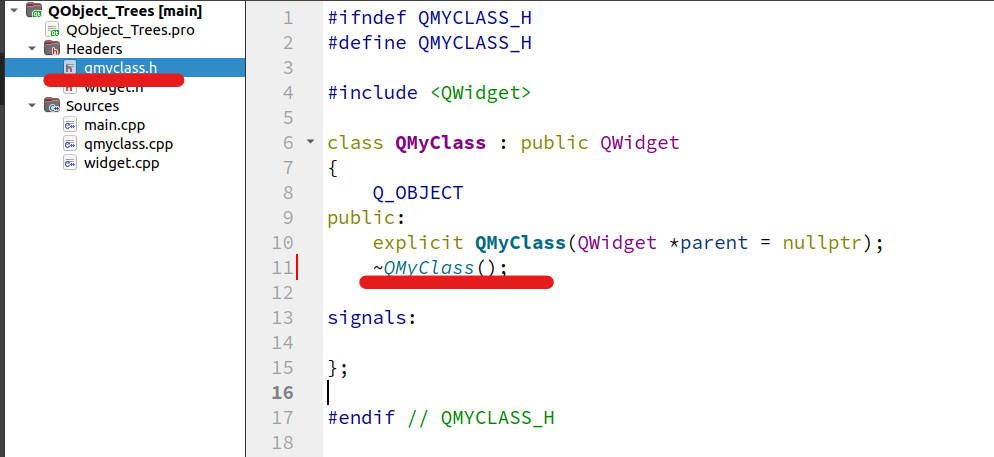 QObject_Trees [main]
QObject_Trees.pro
Headers
qmyclass.h
widget.h
Sources
main.cpp
qmyclass.cpp
widget.cpp
1 #ifndef QMYCLASS_H
2 #define QMYCLASS_H
3
4 #include <QWidget>
5
6 class QMyClass : public QWidget
7 {
8 Q_OBJECT
9 public:
10 explicit QMyClass(QWidget *parent = nullptr);
11 ~QMyClass();
12
13 signals:
14
15 };
16
17 #endif // QMYCLASS_H
18